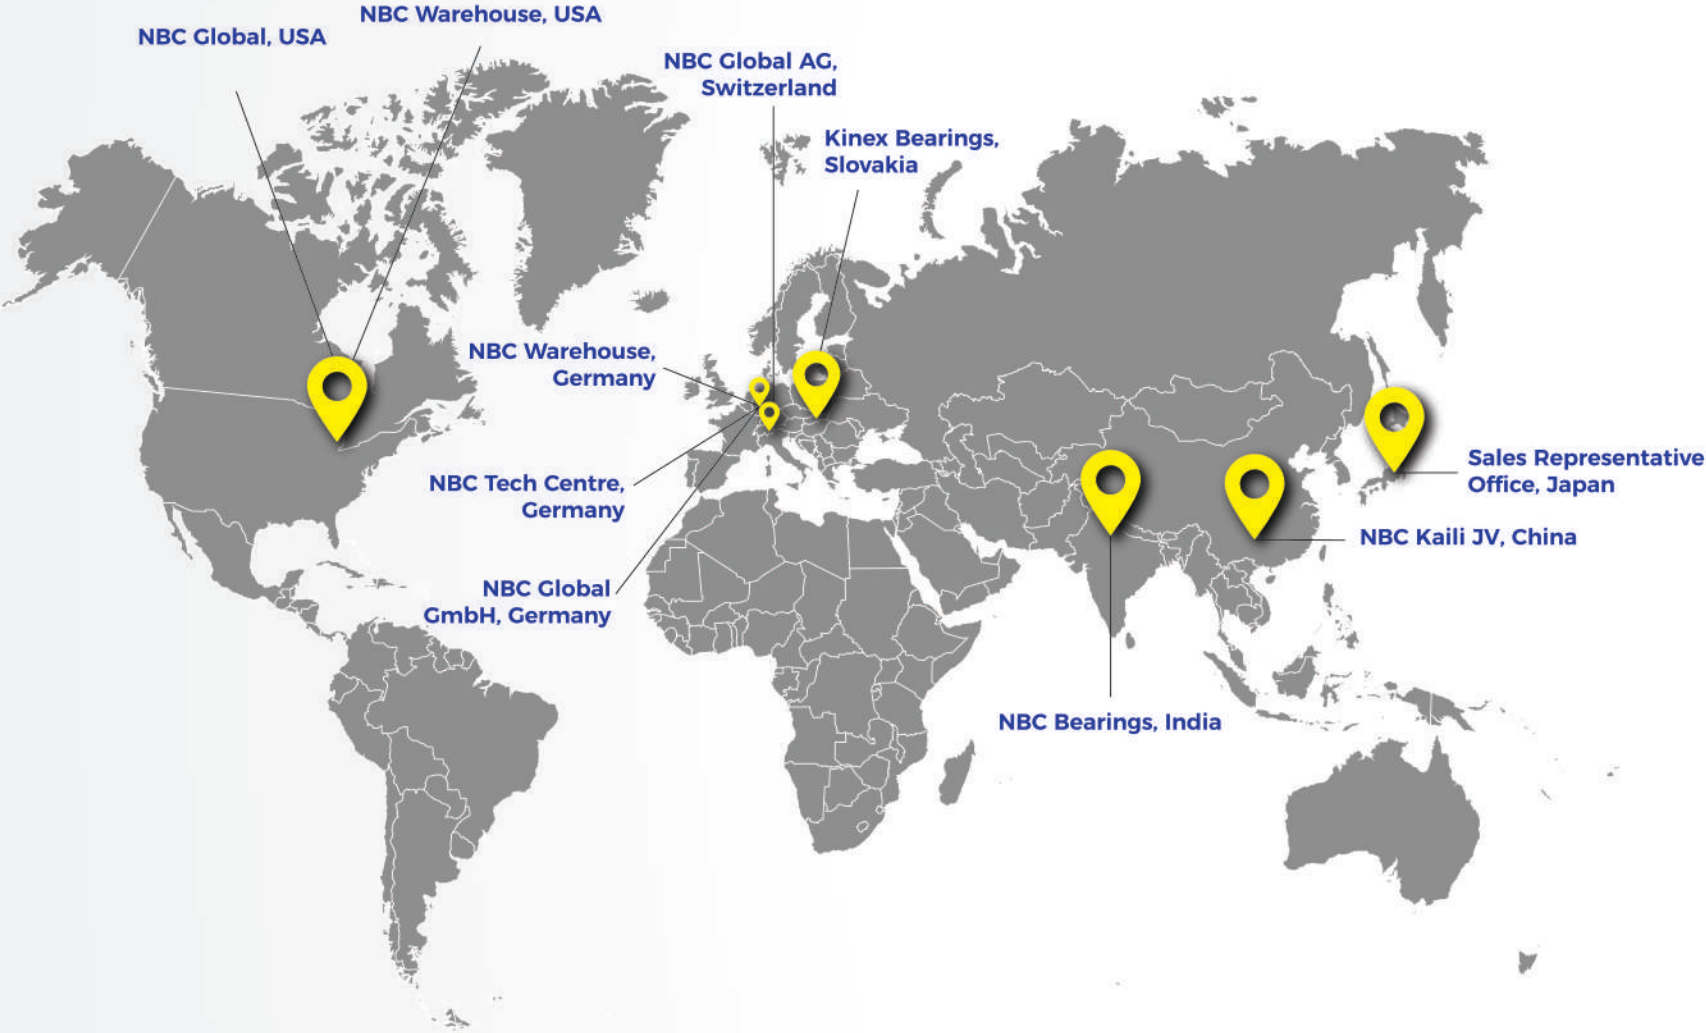 NBC Warehouse, USA
NBC Global, USA
NBC Global AG,
Switzerland
Kinex Bearings,
Slovakia
NBC Warehouse,
Germany
NBC Tech Centre,
Germany
NBC Global
GmbH, Germany
Sales Representative
Office, Japan
NBC Kaili JV, China
NBC Bearings, India